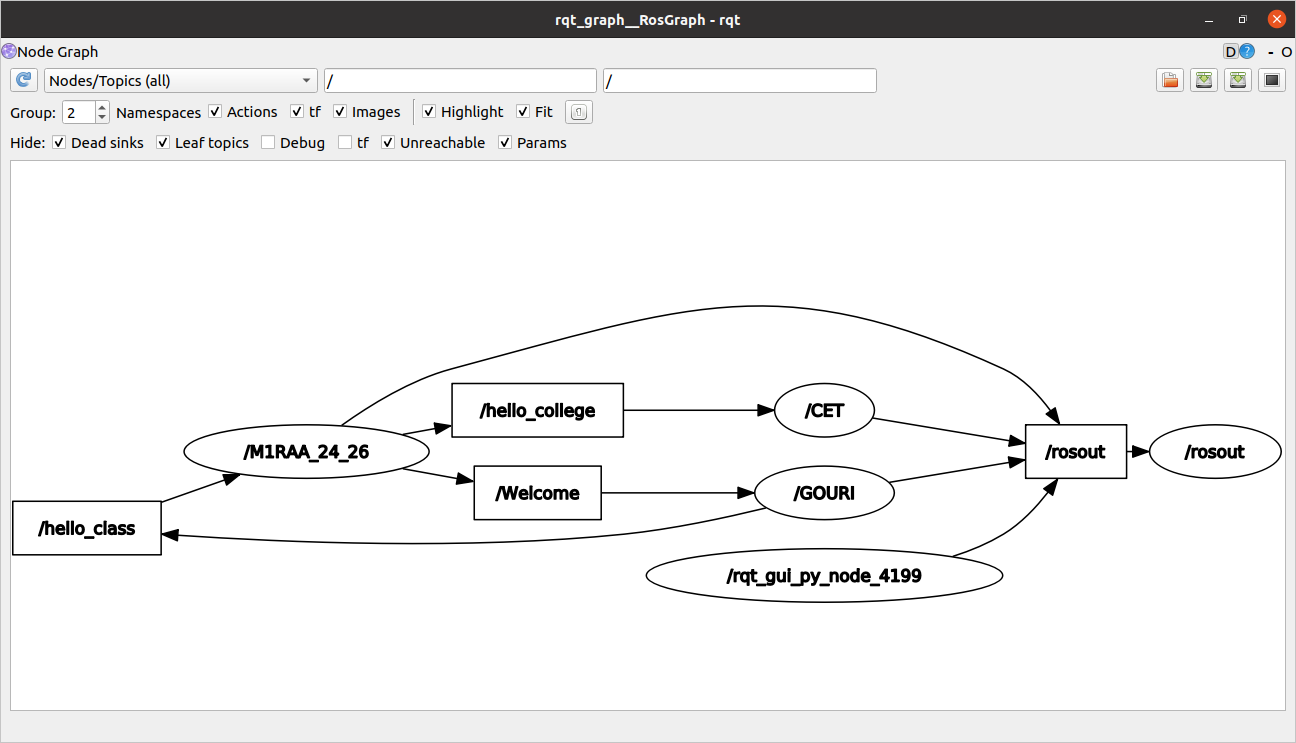 rqt_graph__RosGraph - rqt
Node Graph
D ? - O
Nodes/Topics (all) / /
Group: 2 Namespaces Actions tf Images Highlight Fit
Hide: Dead sinks Leaf topics Debug tf Unreachable Params
/hello_college
/CET
/M1RAA_24_26
/rosout
/rosout
/Welcome
/GOURI
/hello_class
/rqt_gui_py_node_4199